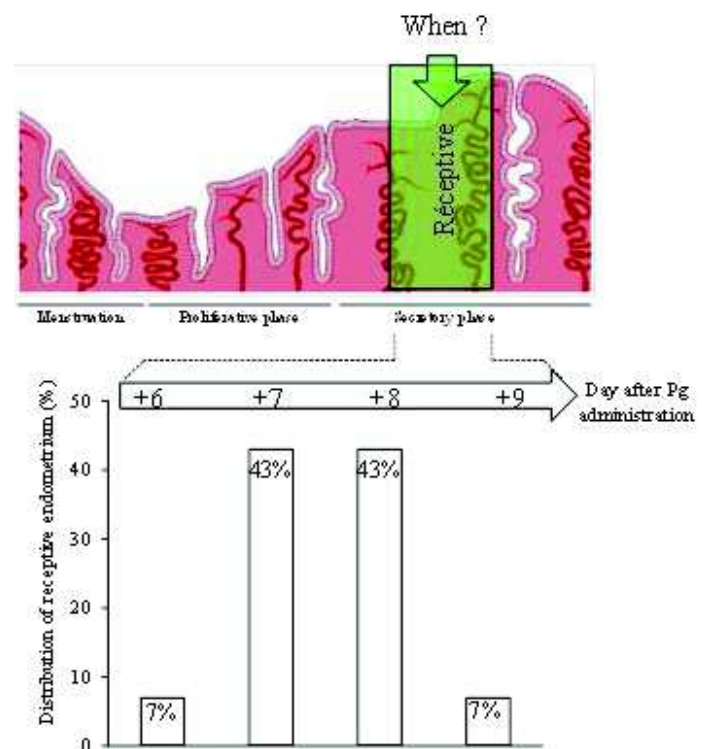 When ?
Réceptive
Menstruation
Proliferative phase
Secretory phase
Distribution of receptive endometrium (%)
50
40
30
20
10
0
+6
+7
+8
+9
Day after Pg
administration
7%
43%
43%
7%